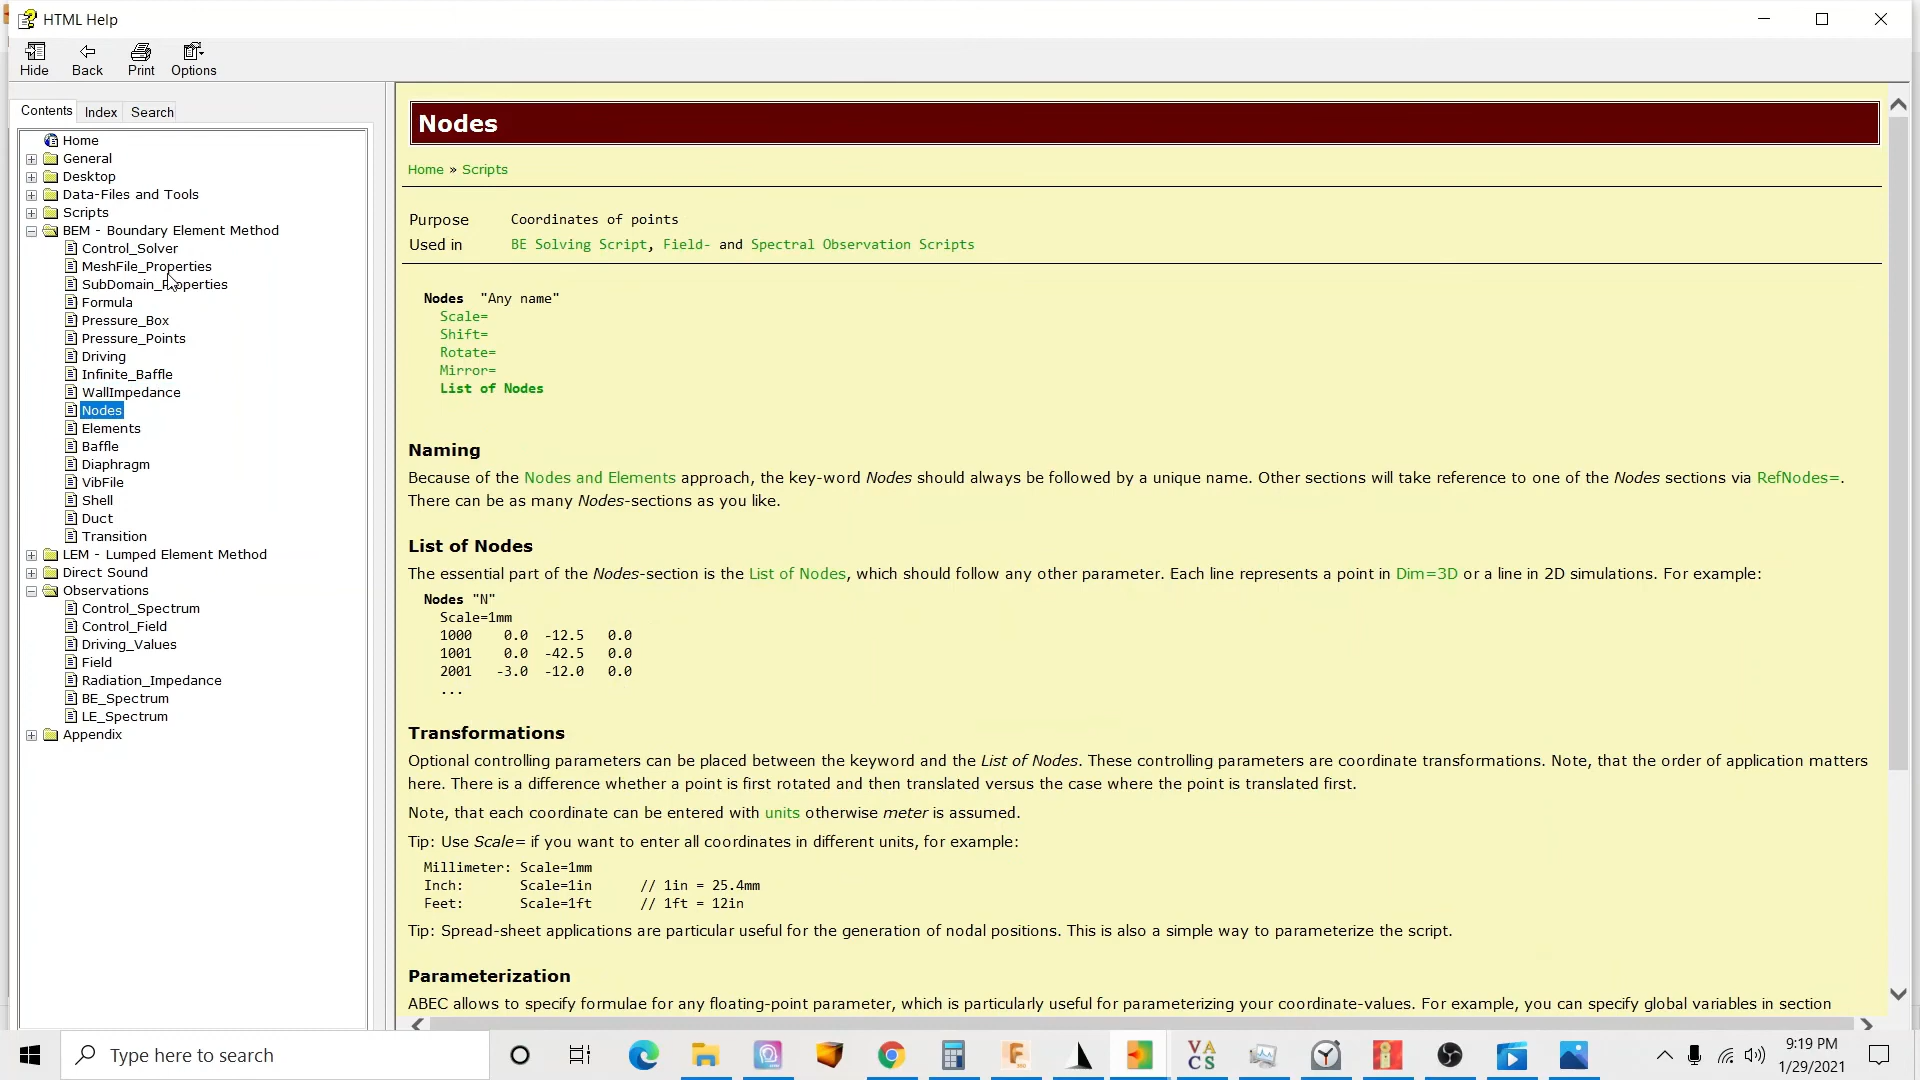 HTML Help
Hide Back Print Options
Contents Index Search
Home
General
Desktop
Data-Files and Tools
Scripts
BEM - Boundary Element Method
Control_Solver
MeshFile_Properties
SubDomain_Properties
Formula
Pressure_Box
Pressure_Points
Driving
Infinite_Baffle
WallImpedance
Nodes
Elements
Baffle
Diaphragm
VibFile
Shell
Duct
Transition
LEM - Lumped Element Method
Direct Sound
Observations
Control_Spectrum
Control_Field
Driving_Values
Field
Radiation_Impedance
BE_Spectrum
LE_Spectrum
Appendix
Nodes
Home » Scripts
Purpose Coordinates of points
Used in BE Solving Script, Field- and Spectral Observation Scripts
Nodes "Any name"
Scale=
Shift=
Rotate=
Mirror=
List of Nodes
Naming
Because of the Nodes and Elements approach, the key-word Nodes should always be followed by a unique name. Other sections will take reference to one of the Nodes sections via RefNodes=.
There can be as many Nodes-sections as you like.
List of Nodes
The essential part of the Nodes-section is the List of Nodes, which should follow any other parameter. Each line represents a point in Dim=3D or a line in 2D simulations. For example:
Nodes "N"
Scale=1mm
1000 0.0 -12.5 0.0
1001 0.0 -42.5 0.0
2001 -3.0 -12.0 0.0
...
Transformations
Optional controlling parameters can be placed between the keyword and the List of Nodes. These controlling parameters are coordinate transformations. Note, that the order of application matters
here. There is a difference whether a point is first rotated and then translated versus the case where the point is translated first.
Note, that each coordinate can be entered with units otherwise meter is assumed.
Tip: Use Scale= if you want to enter all coordinates in different units, for example:
Millimeter: Scale=1mm
Inch: Scale=1in // 1in = 25.4mm
Feet: Scale=1ft // 1ft = 12in
Tip: Spread-sheet applications are particular useful for the generation of nodal positions. This is also a simple way to parameterize the script.
Parameterization
ABEC allows to specify formulae for any floating-point parameter, which is particularly useful for parameterizing your coordinate-values. For example, you can specify global variables in section
Type here to search
VACS
9:19 PM
1/29/2021